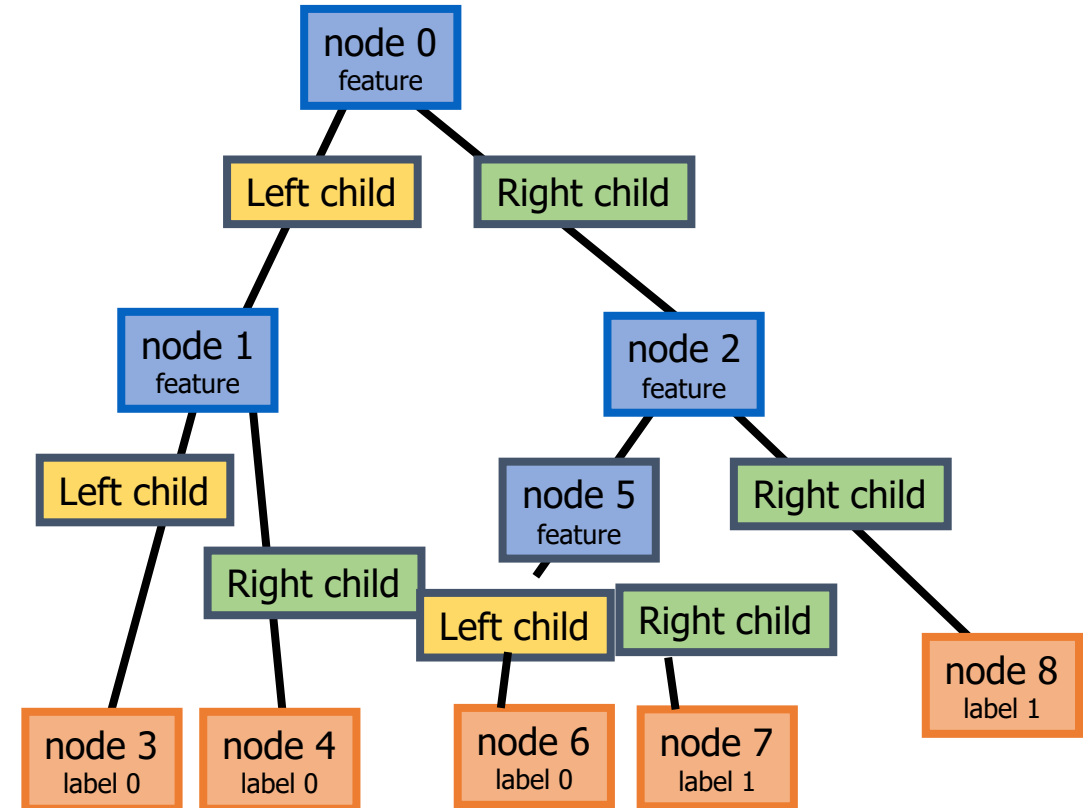 node 0
feature
Left child
Right child
node 1
feature
node 2
feature
Left child
node 5
feature
Right child
Right child
Left child
Right child
node 8
label 1
node 3
label 0
node 4
label 0
node 6
label 0
node 7
label 1